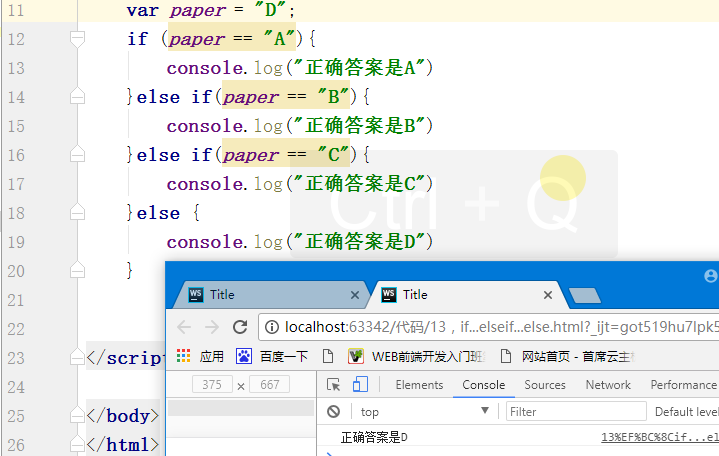 11 var paper = "D";
12 if (paper == "A"){
13 console.log("正确答案是A")
14 }else if(paper == "B"){
15 console.log("正确答案是B")
16 }else if(paper == "C"){
17 console.log("正确答案是C")
Ctrl + Q
18 }else {
19 console.log("正确答案是D")
20 }
21
22
23 </script
24
25 </body>
26 </html>
WS Title × WS Title ×
localhost:63342/代码/13，if...elseif...else.html?_ijt=got519hu7lpk5
应用 百度一下 WEB前端开发入门班 网站首页 - 首席云主
375 × 667 Elements Console Sources Network Performance
top ▼ Filter Default level
正确答案是D 13%EF%BC%8Cif...el